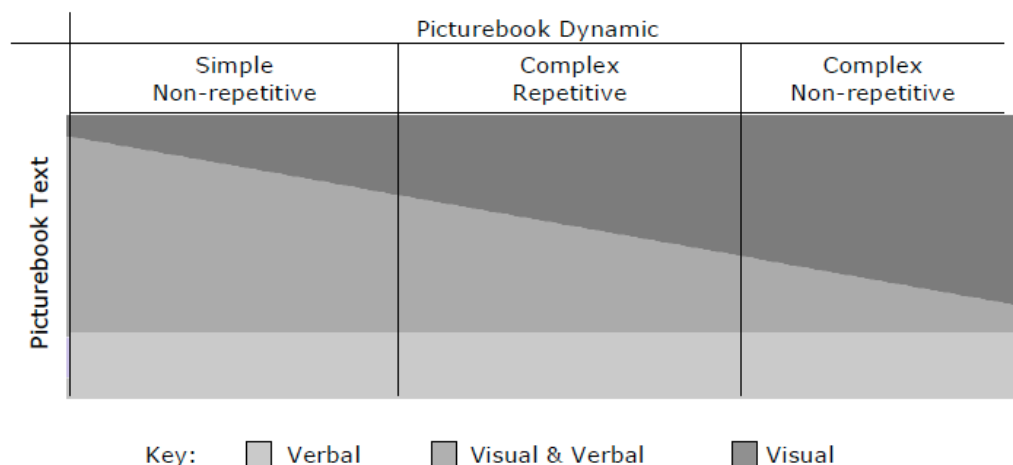 Picturebook Dynamic
Simple
Non-repetitive
Complex
Repetitive
Complex
Non-repetitive
Picturebook Text
Key: Verbal Visual & Verbal Visual